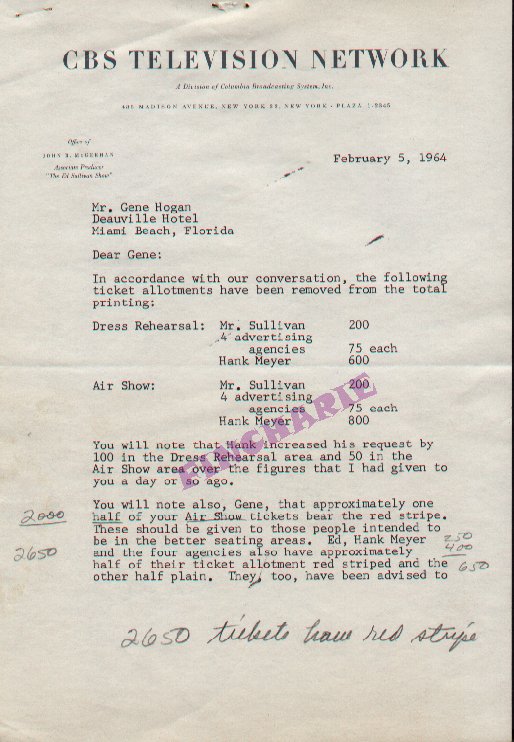 CBS TELEVISION NETWORK
A Division of Columbia Broadcasting System, Inc.
485 MADISON AVENUE, NEW YORK 22, NEW YORK · PLAZA 1-2345
Office of
JOHN B. McGEEHAN
Associate Producer
"The Ed Sullivan Show"
February 5, 1964
Mr. Gene Hogan
Deauville Hotel
Miami Beach, Florida
Dear Gene:
In accordance with our conversation, the following
ticket allotments have been removed from the total
printing:
Dress Rehearsal: Mr. Sullivan 200
4 advertising
agencies 75 each
Hank Meyer 600
Air Show: Mr. Sullivan 200
4 advertising
agencies 75 each
Hank Meyer 800
FINCHARIE
You will note that Hank increased his request by
100 in the Dress Rehearsal area and 50 in the
Air Show area over the figures that I had given to
you a day or so ago.
You will note also, Gene, that approximately one
2000 half of your Air Show tickets bear the red stripe.
These should be given to those people intended to
be in the better seating areas. Ed, Hank Meyer 250
2650 and the four agencies also have approximately 400
half of their ticket allotment red striped and the 650
other half plain. They, too, have been advised to
2650 tickets have red stripe